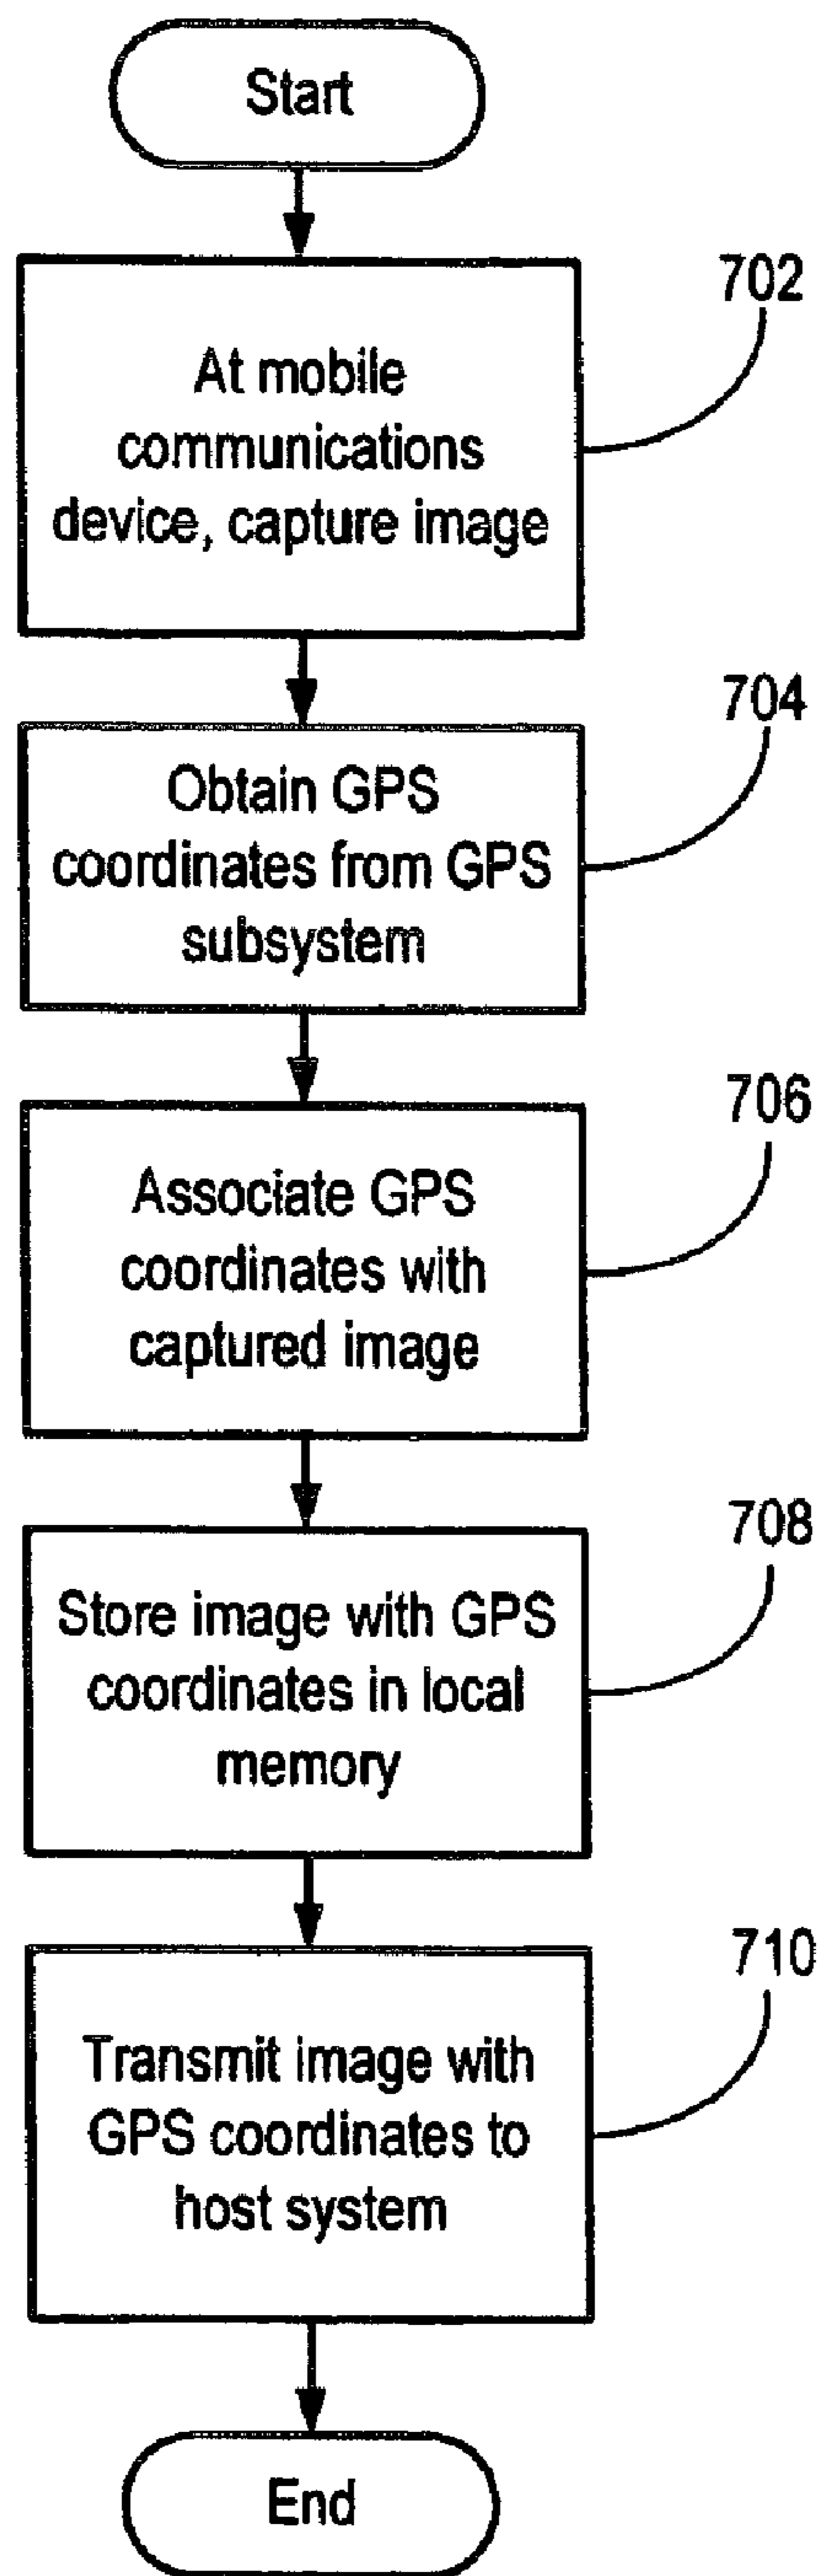 Start
702
At mobile
communications
device, capture image
704
Obtain GPS
coordinates from GPS
subsystem
706
Associate GPS
coordinates with
captured image
708
Store image with GPS
coordinates in local
memory
710
Transmit image with
GPS coordinates to
host system
End